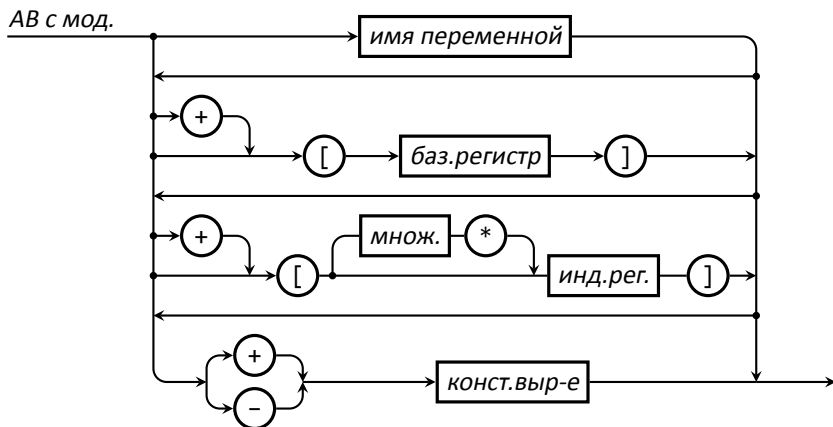 АВ с мод.
имя переменной
+
[ баз.регистр ]
+
множ. *
[ инд.рег. ]
+
конст.выр-е
−